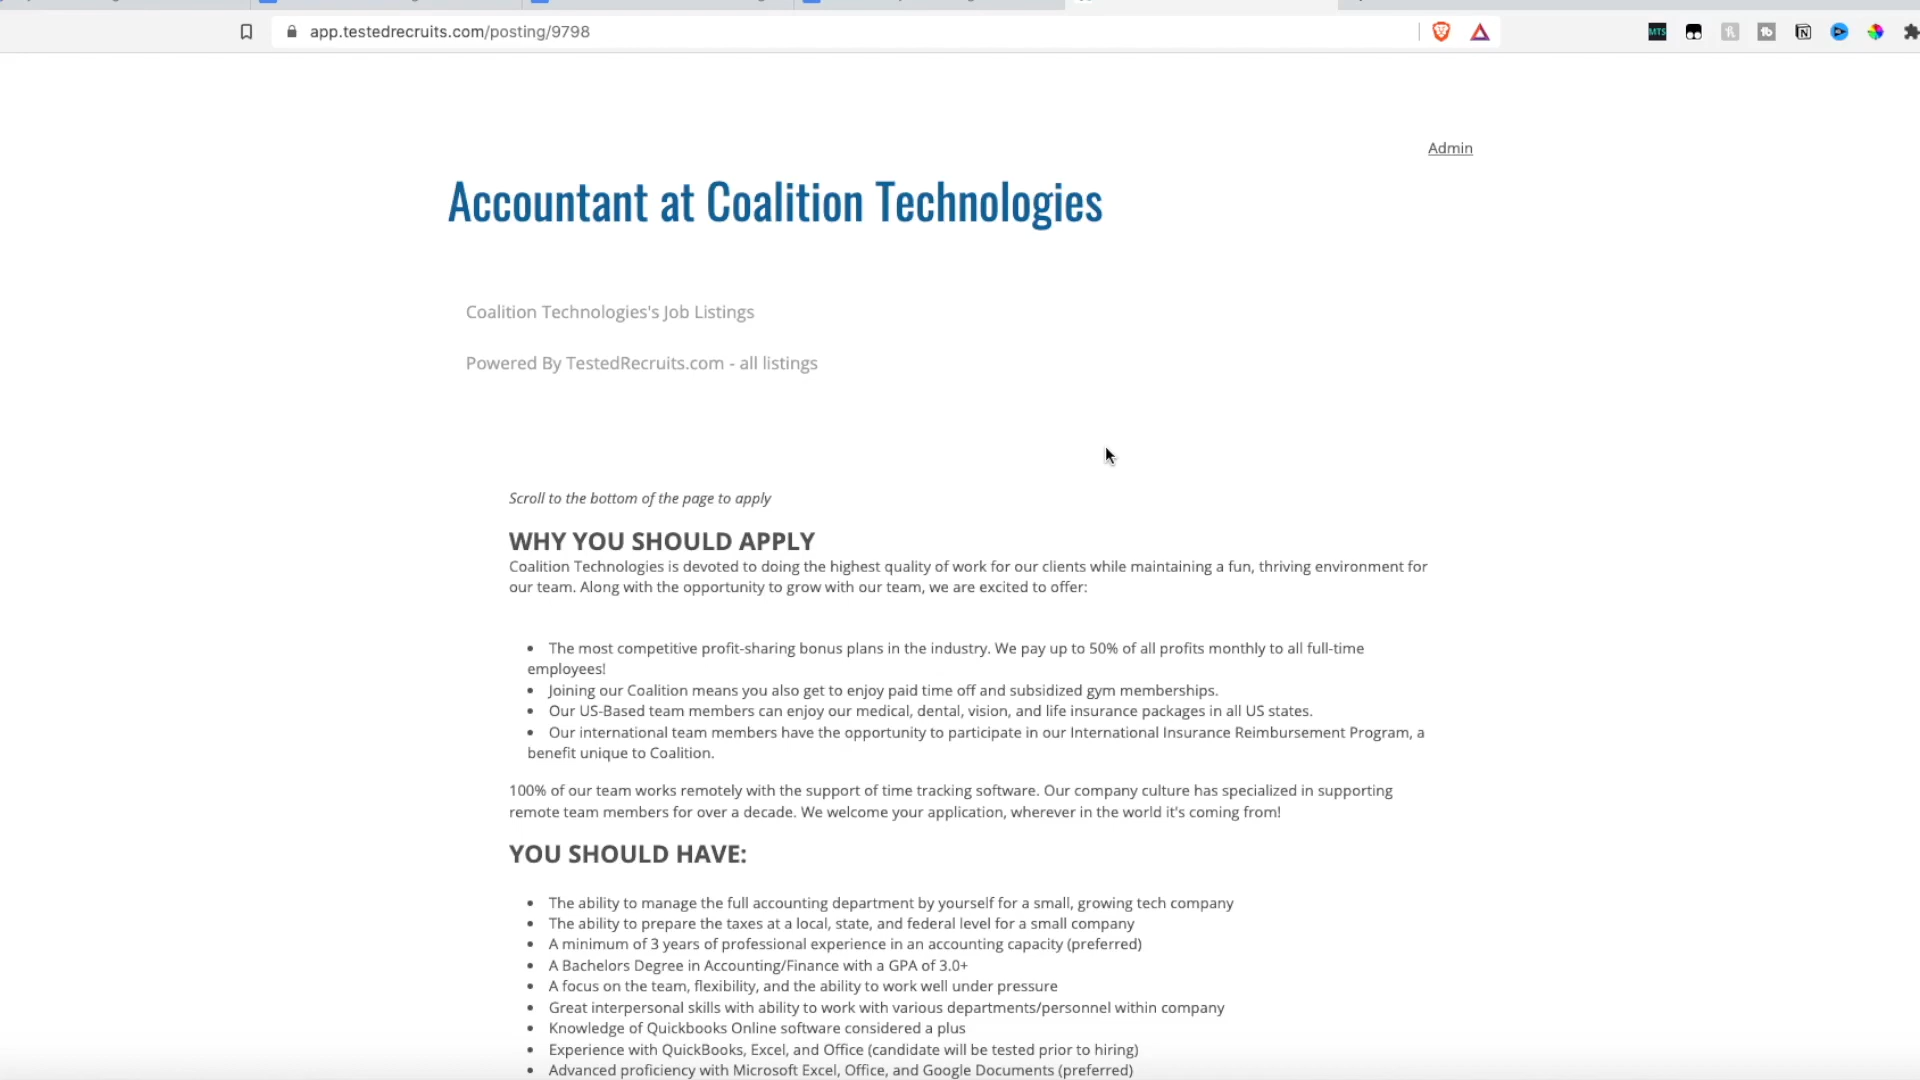 app.testedrecruits.com/posting/9798
MTS
Admin
Accountant at Coalition Technologies
Coalition Technologies's Job Listings
Powered By TestedRecruits.com - all listings
Scroll to the bottom of the page to apply
WHY YOU SHOULD APPLY
Coalition Technologies is devoted to doing the highest quality of work for our clients while maintaining a fun, thriving environment for
our team. Along with the opportunity to grow with our team, we are excited to offer:
• The most competitive profit-sharing bonus plans in the industry. We pay up to 50% of all profits monthly to all full-time
employees!
• Joining our Coalition means you also get to enjoy paid time off and subsidized gym memberships.
• Our US-Based team members can enjoy our medical, dental, vision, and life insurance packages in all US states.
• Our international team members have the opportunity to participate in our International Insurance Reimbursement Program, a
benefit unique to Coalition.
100% of our team works remotely with the support of time tracking software. Our company culture has specialized in supporting
remote team members for over a decade. We welcome your application, wherever in the world it's coming from!
YOU SHOULD HAVE:
• The ability to manage the full accounting department by yourself for a small, growing tech company
• The ability to prepare the taxes at a local, state, and federal level for a small company
• A minimum of 3 years of professional experience in an accounting capacity (preferred)
• A Bachelors Degree in Accounting/Finance with a GPA of 3.0+
• A focus on the team, flexibility, and the ability to work well under pressure
• Great interpersonal skills with ability to work with various departments/personnel within company
• Knowledge of Quickbooks Online software considered a plus
• Experience with QuickBooks, Excel, and Office (candidate will be tested prior to hiring)
• Advanced proficiency with Microsoft Excel, Office, and Google Documents (preferred)